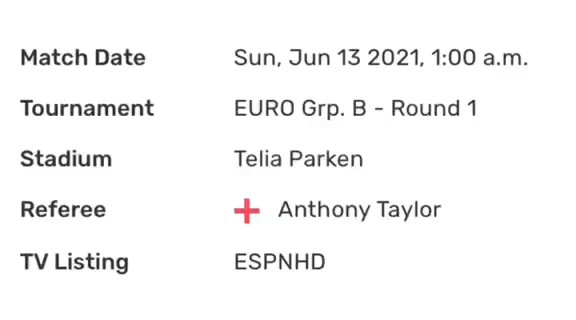 Match Date Sun, Jun 13 2021, 1:00 a.m.
Tournament EURO Grp. B - Round 1
Stadium Telia Parken
Referee Anthony Taylor
TV Listing ESPNHD